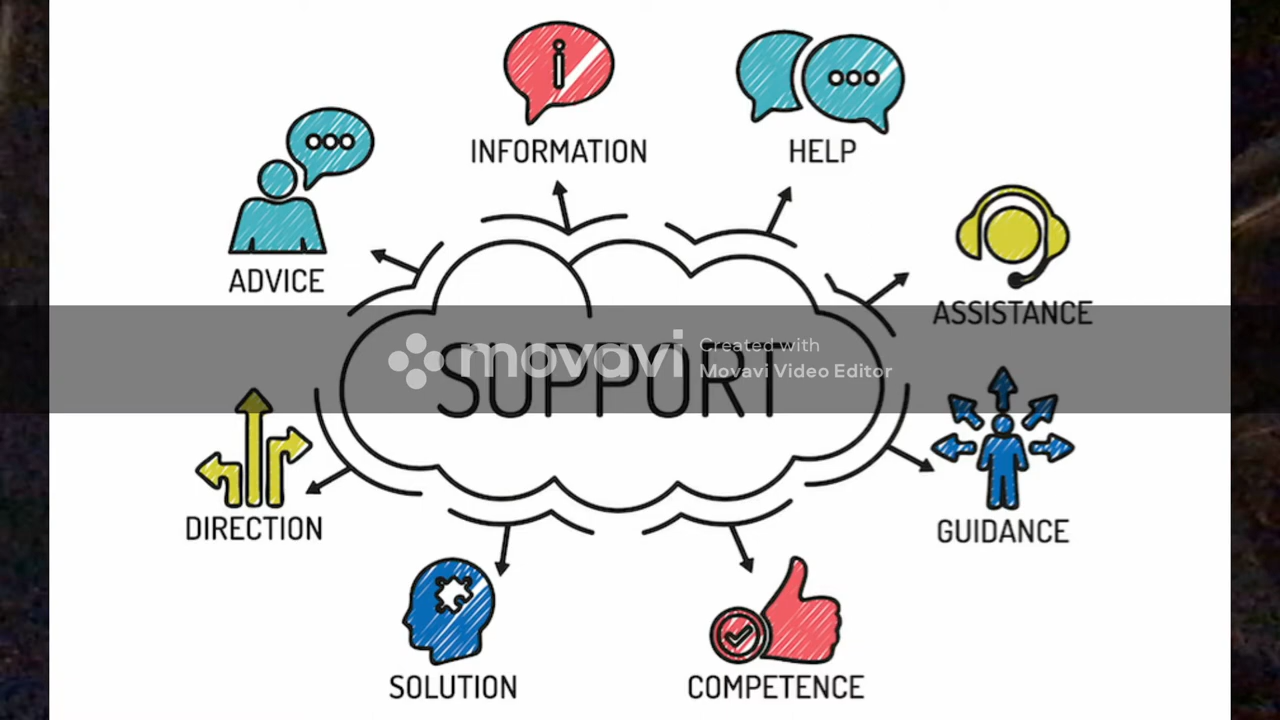 INFORMATION
HELP
ADVICE
ASSISTANCE
SUPPORT
movavi
Created with
Movavi Video Editor
DIRECTION
GUIDANCE
SOLUTION
COMPETENCE